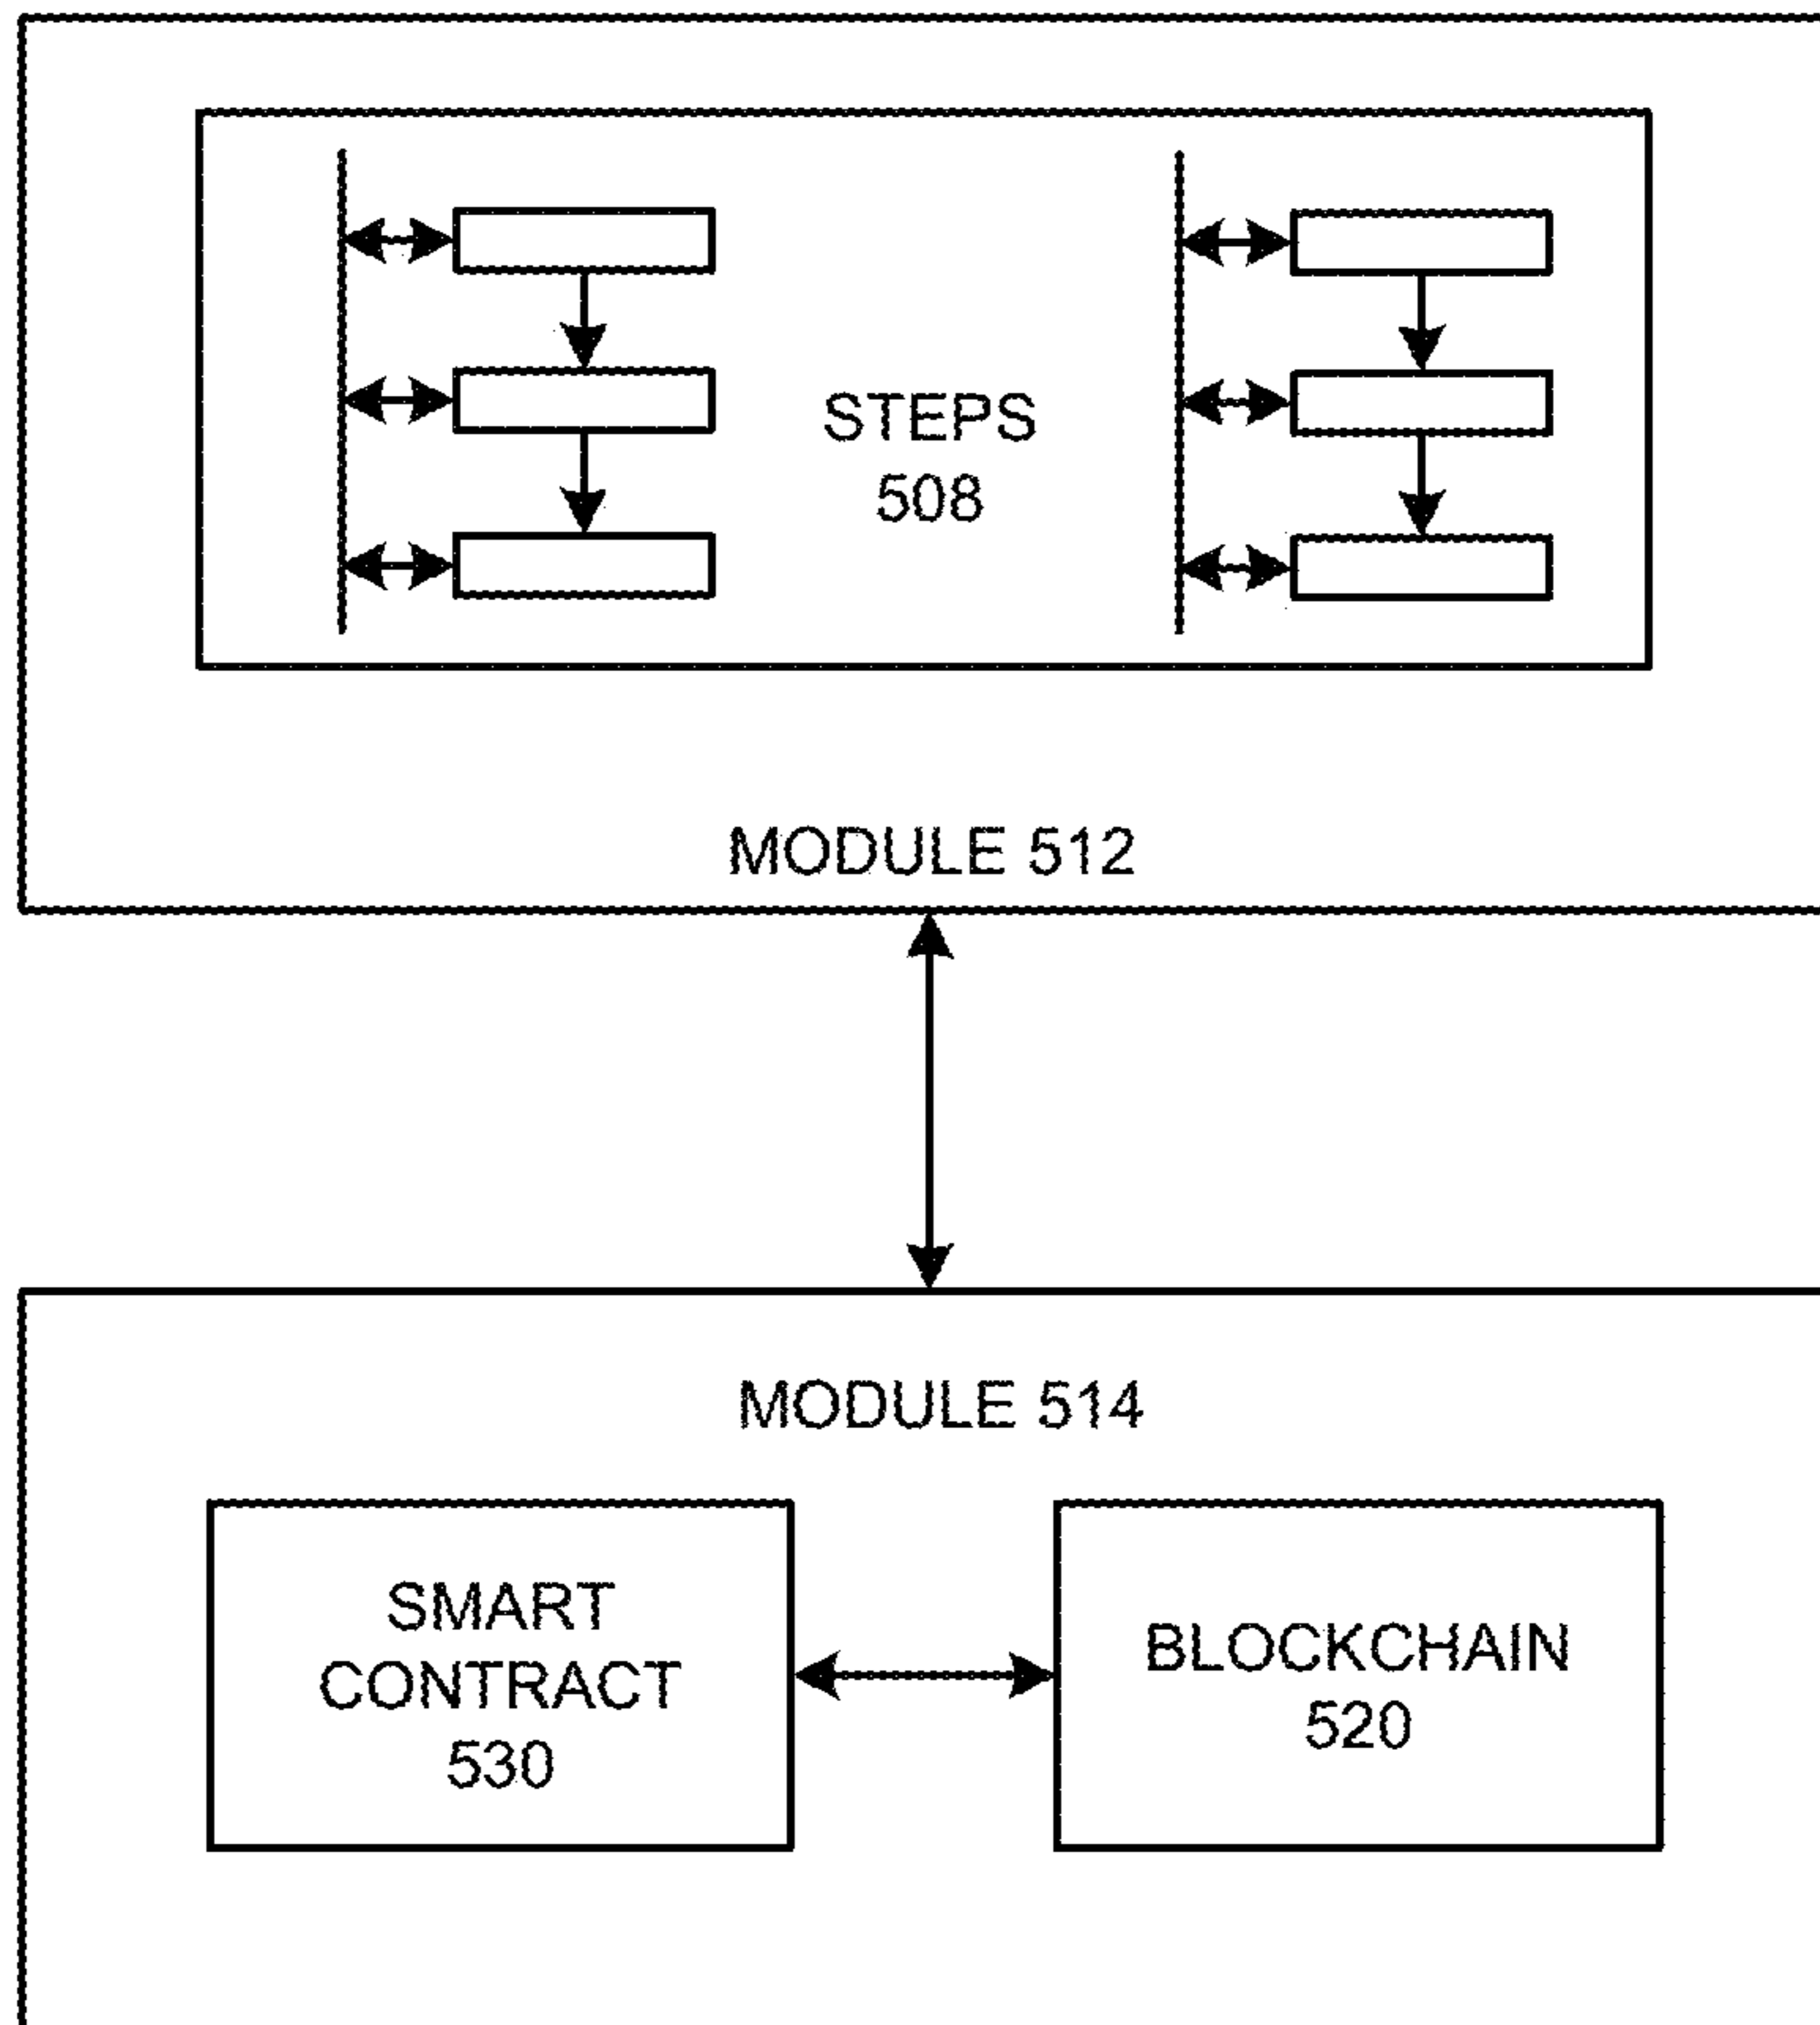 STEPS
508
MODULE 512
MODULE 514
SMART
CONTRACT
530
BLOCKCHAIN
520